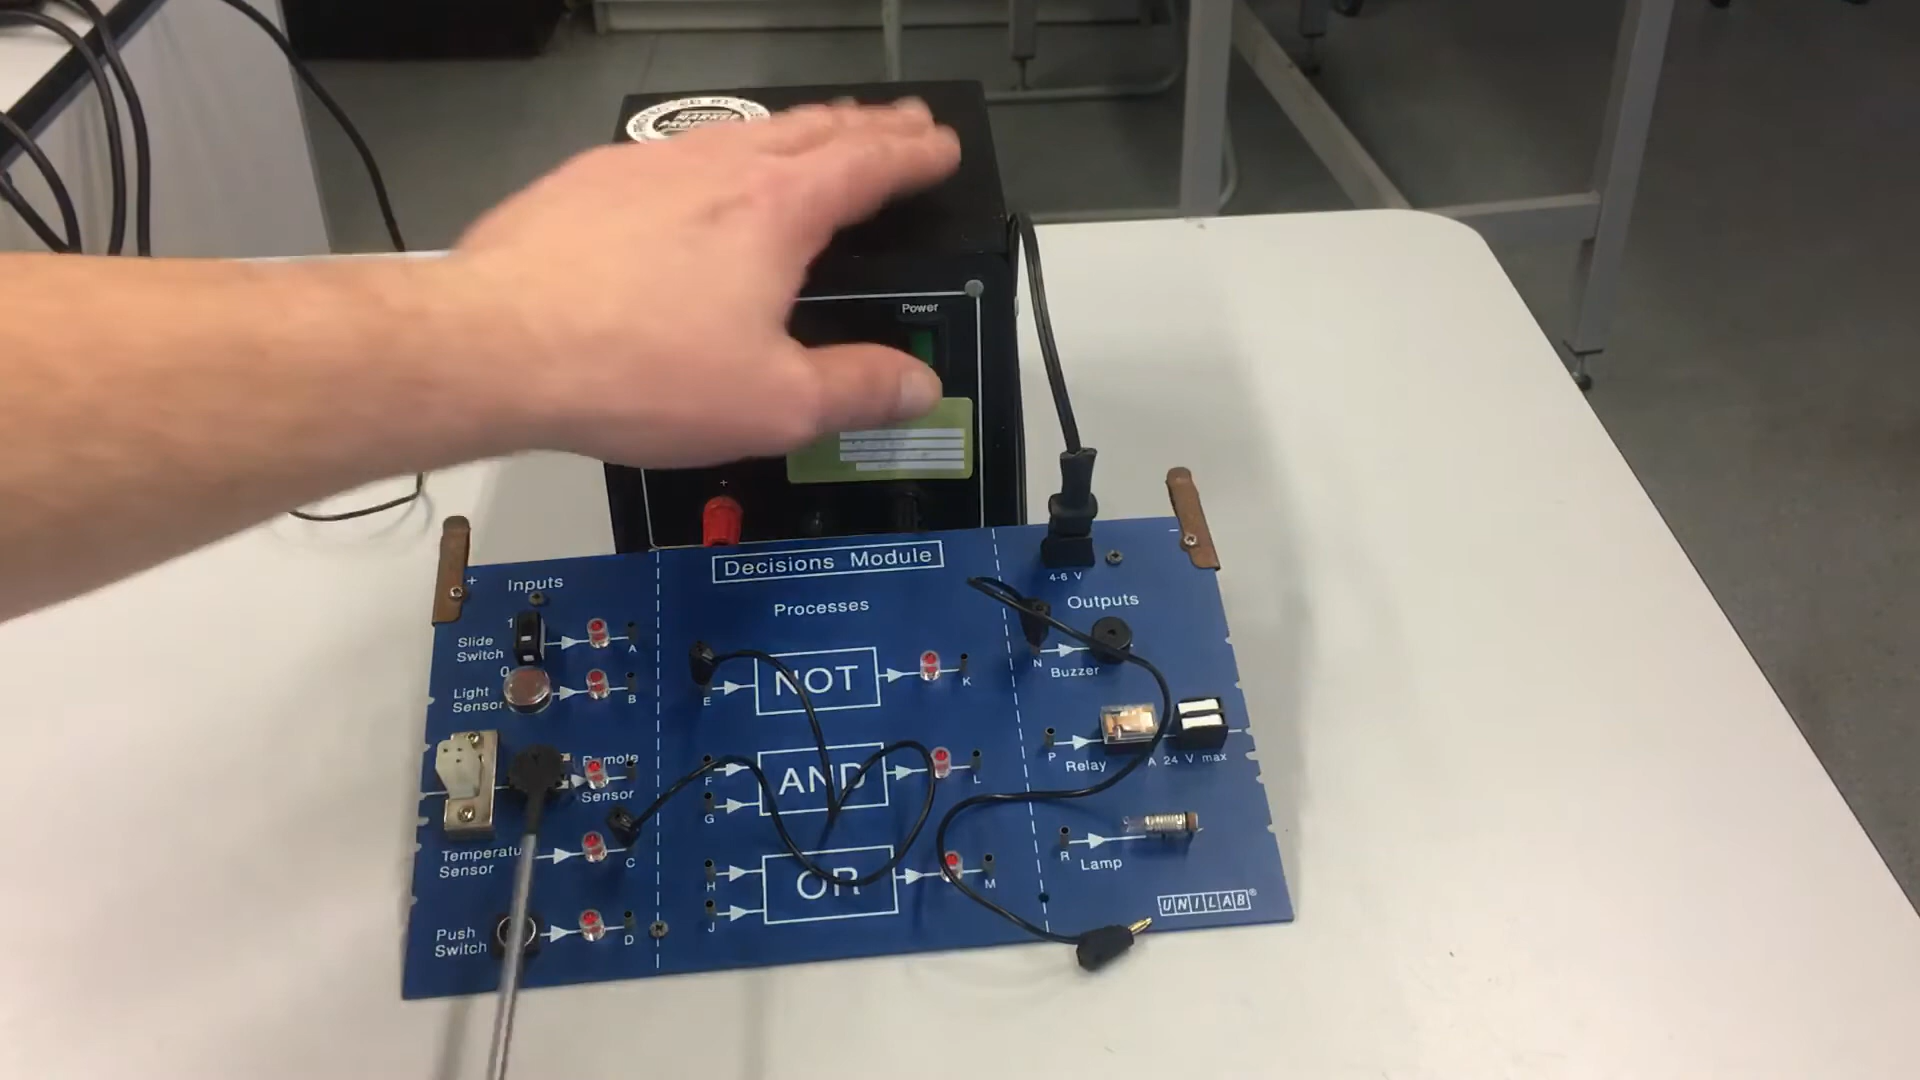 Power
+
Decisions Module
4-6 V
+
-
Inputs
Processes
Outputs
1
Slide
Switch
0
A
Light
Sensor
B
Sensor
Temperatu
Sensor
C
Push
Switch
D
E
NOT
K
F
G
AND
L
H
J
OR
M
N
Buzzer
P
Relay
A 24 V max
R
Lamp
UNILAB®